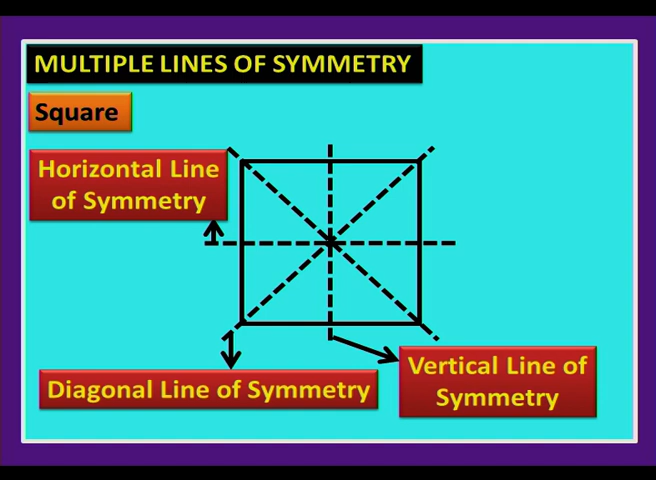 MULTIPLE LINES OF SYMMETRY
Square
Horizontal Line
of Symmetry
Diagonal Line of Symmetry
Vertical Line of
Symmetry